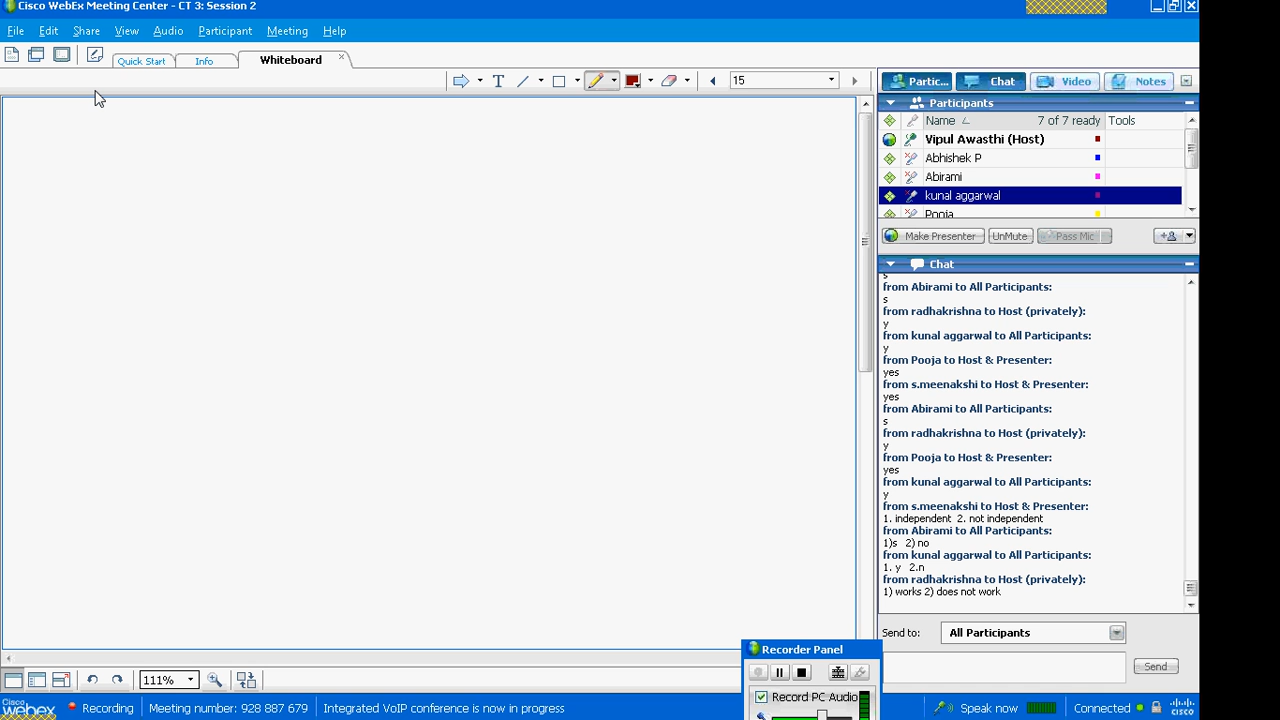 Cisco WebEx Meeting Center - CT 3: Session 2
File Edit Share View Audio Participant Meeting Help
Quick Start Info Whiteboard
T 15
Partic... Chat Video Notes
Participants
Name 7 of 7 ready Tools
Vipul Awasthi (Host)
Abhishek P
Abirami
kunal aggarwal
Pooja
Make Presenter UnMute Pass Mic
Chat
s
from Abirami to All Participants:
s
from radhakrishna to Host (privately):
y
from kunal aggarwal to All Participants:
y
from Pooja to Host & Presenter:
yes
from s.meenakshi to Host & Presenter:
yes
from Abirami to All Participants:
s
from radhakrishna to Host (privately):
y
from Pooja to Host & Presenter:
yes
from kunal aggarwal to All Participants:
y
from s.meenakshi to Host & Presenter:
1. independent 2. not independent
from Abirami to All Participants:
1)s 2) no
from kunal aggarwal to All Participants:
1. y 2.n
from radhakrishna to Host (privately):
1) works 2) does not work
Send to: All Participants
Send
Recorder Panel
Record PC Audio
111%
Cisco webex Recording Meeting number: 928 887 679 Integrated VoIP conference is now in progress Speak now Connected cisco